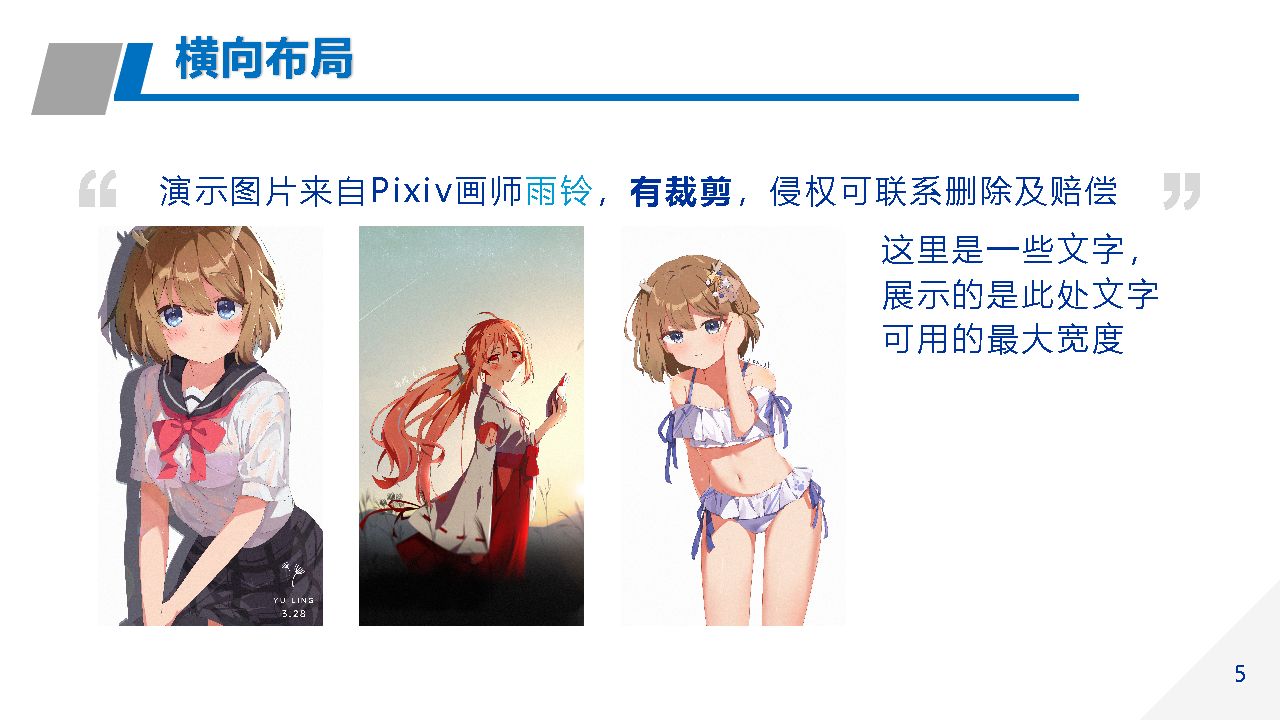 横向布局
演示图片来自Pixiv画师雨铃，有裁剪，侵权可联系删除及赔偿
这里是一些文字，
展示的是此处文字
可用的最大宽度
YU LING
3.28
5